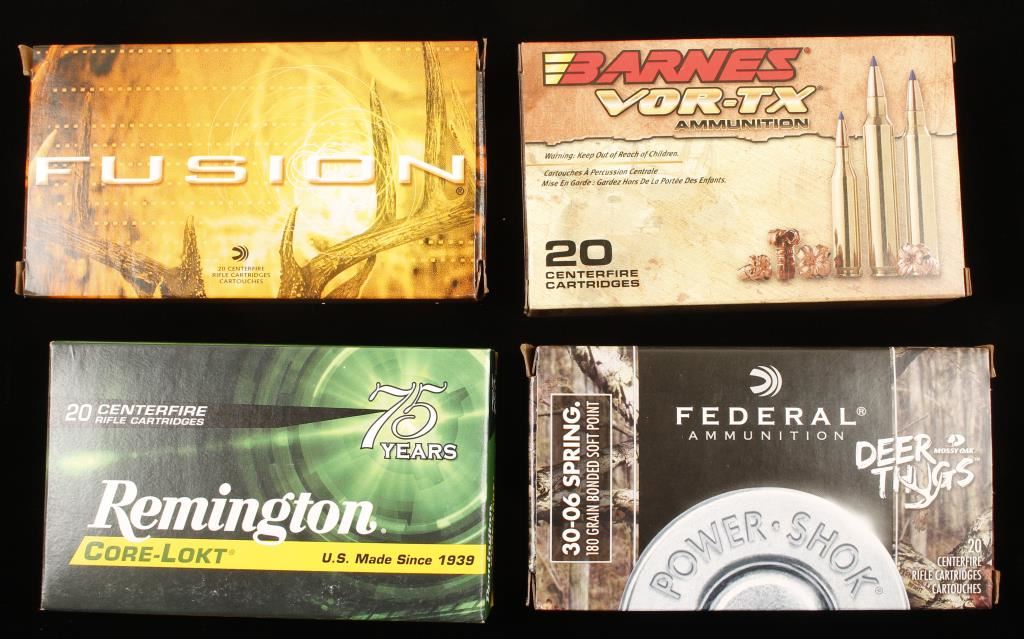 FUSION®
20 CENTERFIRE
RIFLE CARTRIDGES
CARTOUCHES
BARNES®
VOR-TX®
AMMUNITION
Warning: Keep Out of Reach of Children.
Cartouches À Percussion Centrale
Mise En Garde : Gardez Hors De La Portée Des Enfants.
20
CENTERFIRE
CARTRIDGES
20 CENTERFIRE
RIFLE CARTRIDGES
75
YEARS
Remington.
CORE-LOKT®
U.S. Made Since 1939
30-06 SPRING.
180 GRAIN BONDED SOFT POINT
FEDERAL®
AMMUNITION
DEER
THUGS™
MOSSY OAK
POWER·SHOK®
20
CENTERFIRE
RIFLE CARTRIDGES
CARTOUCHES